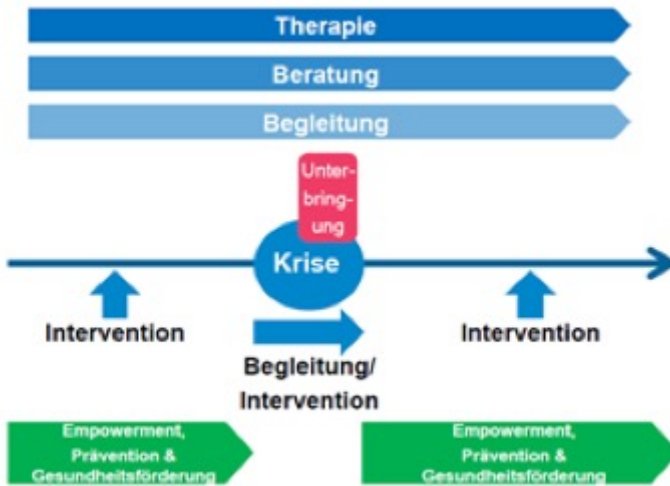 Therapie
Beratung
Begleitung
Unter-
bring-
ung
Krise
Intervention
Intervention
Begleitung/
Intervention
Empowerment,
Prävention &
Gesundheitsförderung
Empowerment,
Prävention &
Gesundheitsförderung